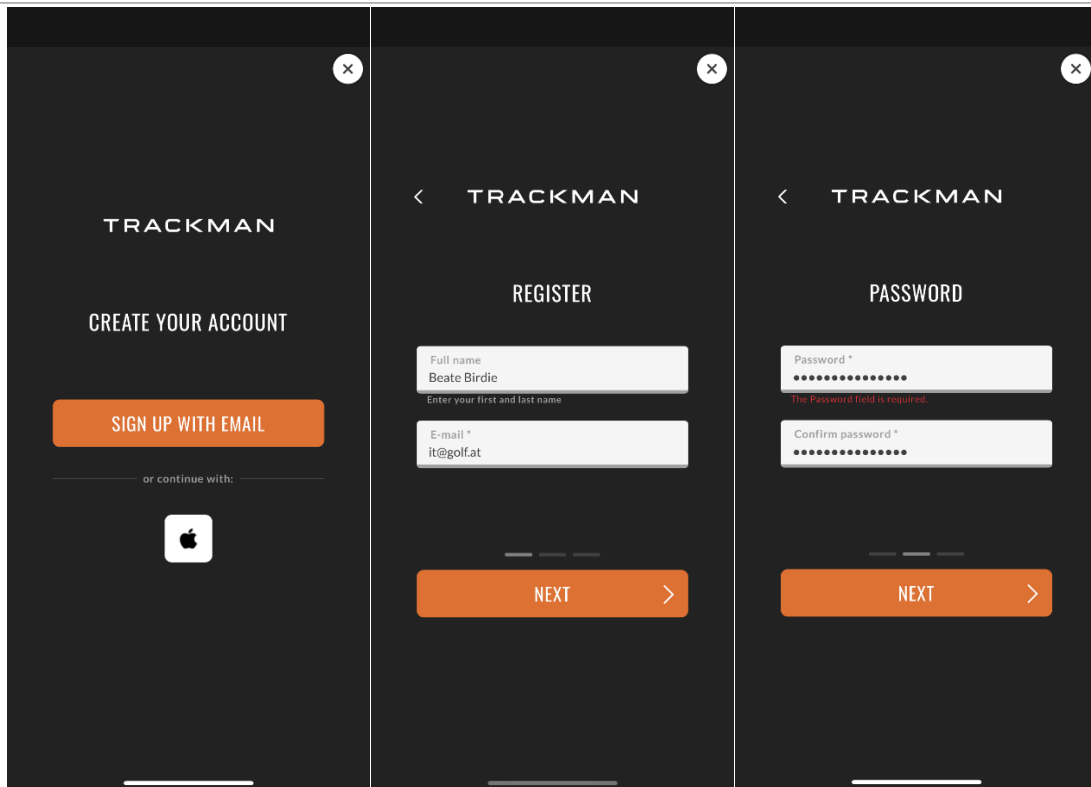 TRACKMAN
CREATE YOUR ACCOUNT
SIGN UP WITH EMAIL
or continue with:
TRACKMAN
REGISTER
Full name
Beate Birdie
Enter your first and last name
E-mail *
it@golf.at
NEXT
TRACKMAN
PASSWORD
Password *
•••••••••••••••
The Password field is required.
Confirm password *
•••••••••••••••
NEXT